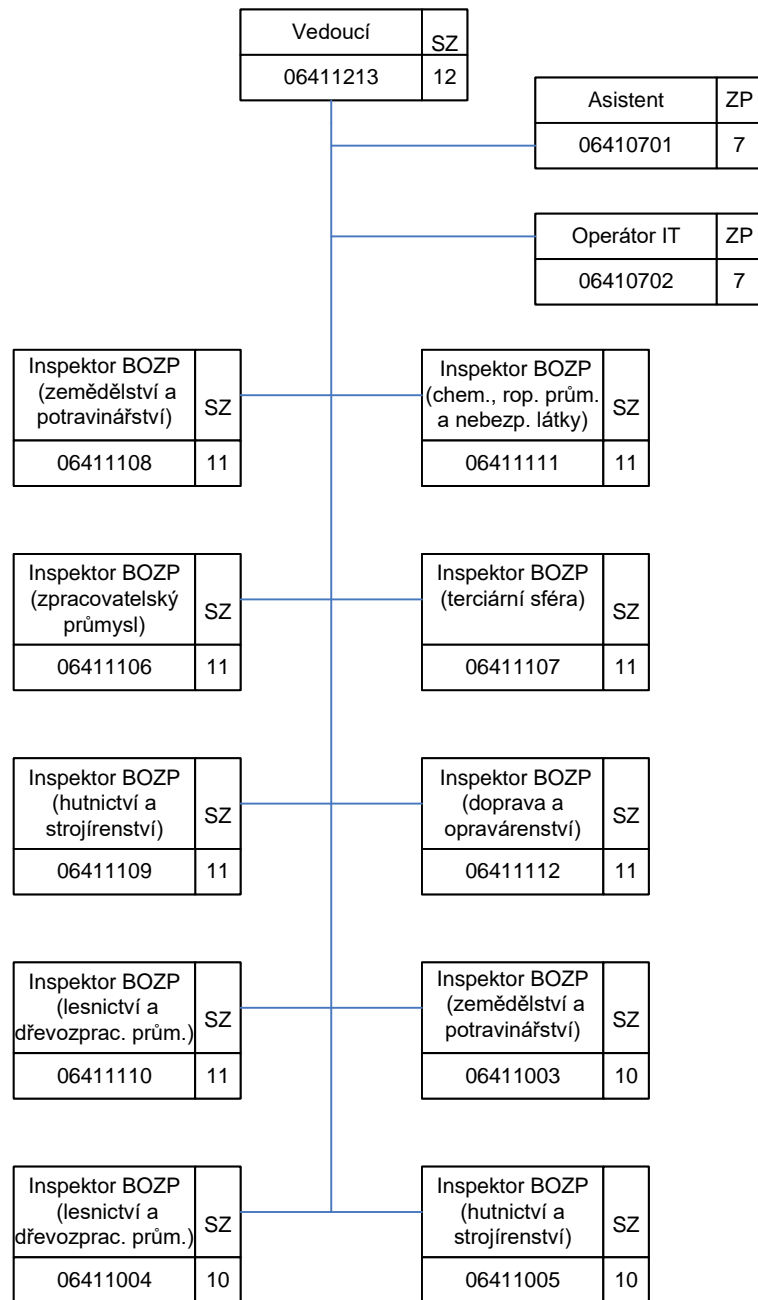 Vedoucí
SZ
06411213
12
Asistent
ZP
06410701
7
Operátor IT
ZP
06410702
7
Inspektor BOZP
(zemědělství a
potravinářství)
SZ
06411108
11
Inspektor BOZP
(chem., rop. prům.
a nebezp. látky)
SZ
06411111
11
Inspektor BOZP
(zpracovatelský
průmysl)
SZ
06411106
11
Inspektor BOZP
(terciární sféra)
SZ
06411107
11
Inspektor BOZP
(hutnictví a
strojírenství)
SZ
06411109
11
Inspektor BOZP
(doprava a
opravárenství)
SZ
06411112
11
Inspektor BOZP
(lesnictví a
dřevozprac. prům.)
SZ
06411110
11
Inspektor BOZP
(zemědělství a
potravinářství)
SZ
06411003
10
Inspektor BOZP
(lesnictví a
dřevozprac. prům.)
SZ
06411004
10
Inspektor BOZP
(hutnictví a
strojírenství)
SZ
06411005
10